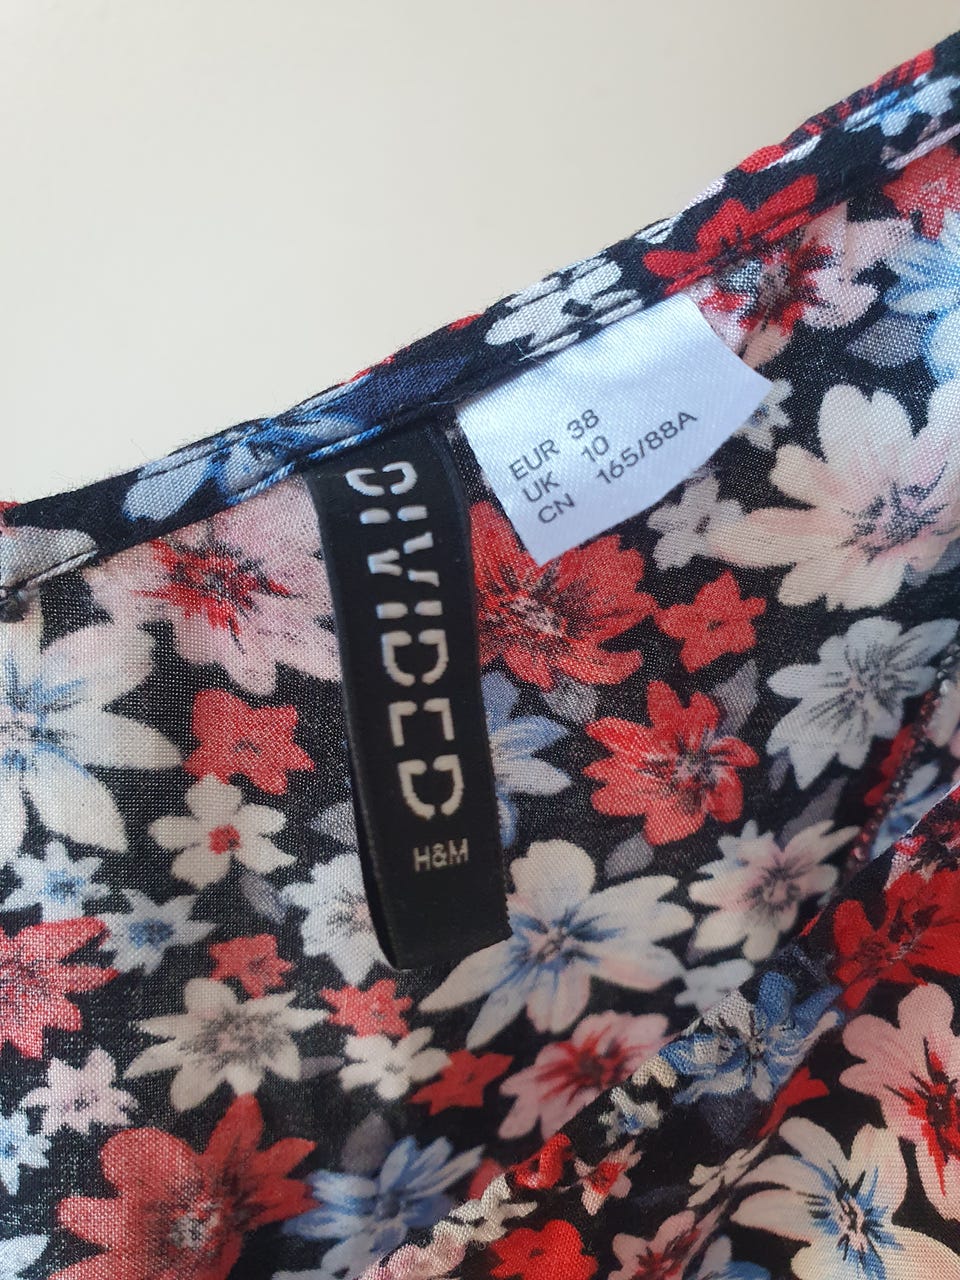 DIVIDED
H&M
EUR 38
UK 10
CN 165/88A